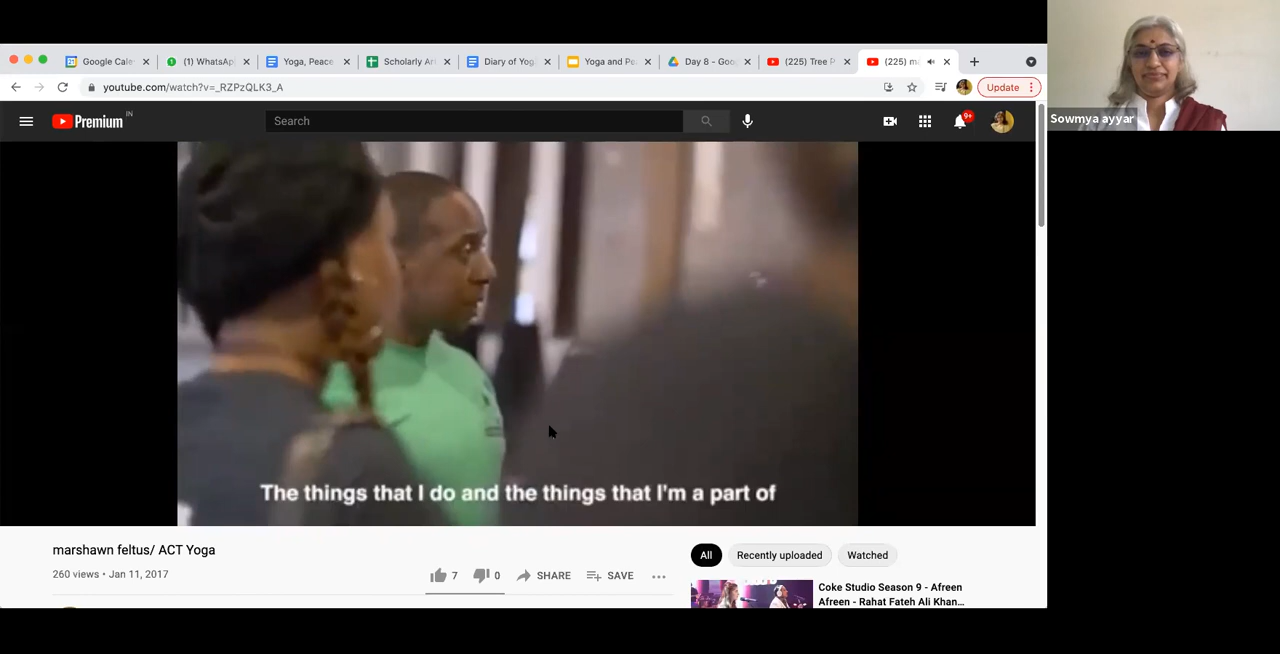 Google Cale
(1) WhatsAp
Yoga, Peace
Scholarly Ar
Diary of Yog
Yoga and Pe
Day 8 - Goo
(225) Tree P
(225) m
youtube.com/watch?v=_RZPzQLK3_A
Update
Premium IN
Search
9+
Sowmya ayyar
The things that I do and the things that I'm a part of
marshawn feltus/ ACT Yoga
260 views • Jan 11, 2017
7
0
SHARE
SAVE
All
Recently uploaded
Watched
Coke Studio Season 9 - Afreen
Afreen - Rahat Fateh Ali Khan...